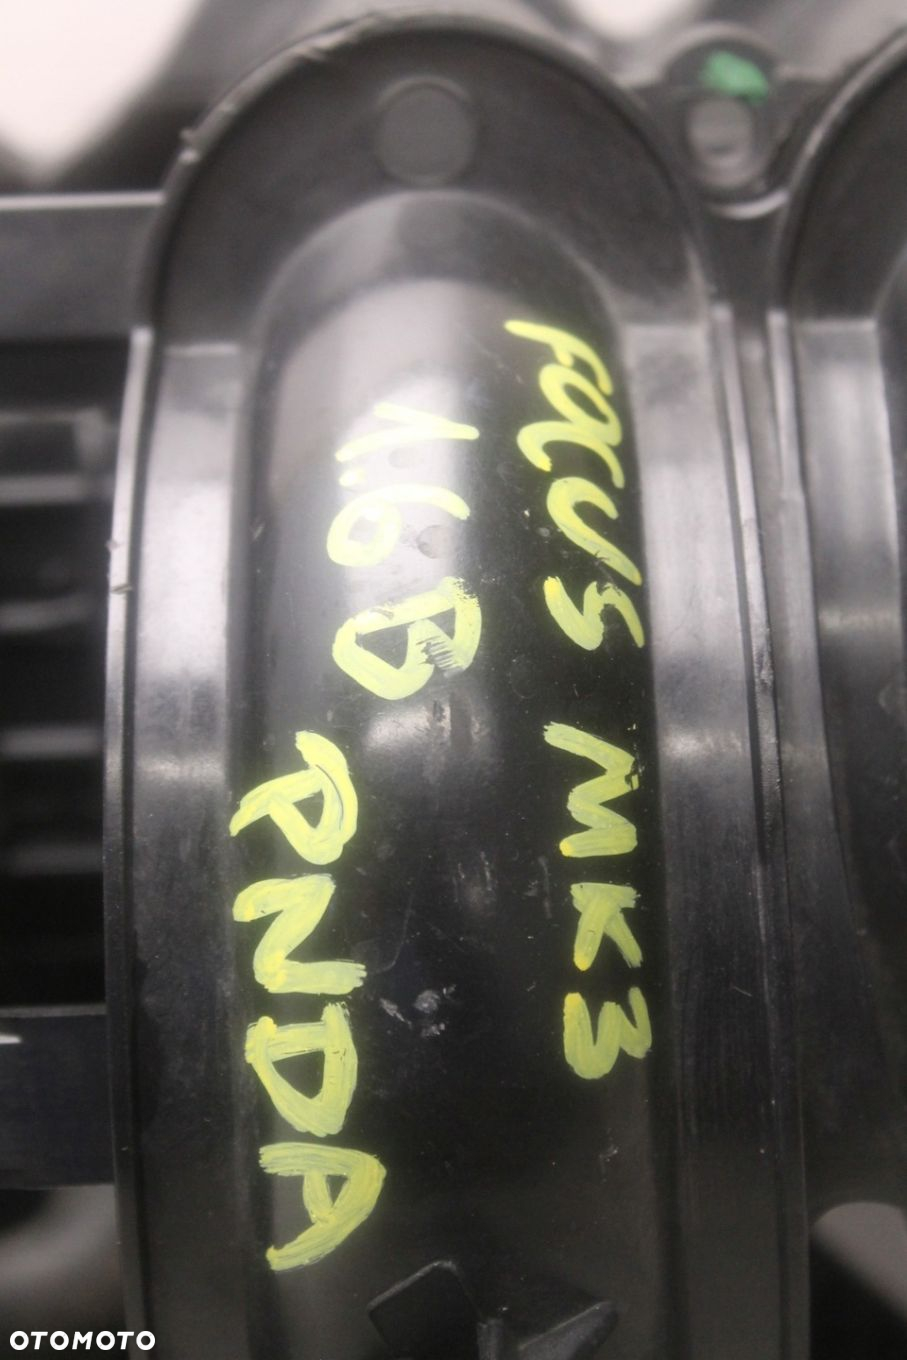 FOCUS MK3
1.6B
PNDA
OTOMOTO